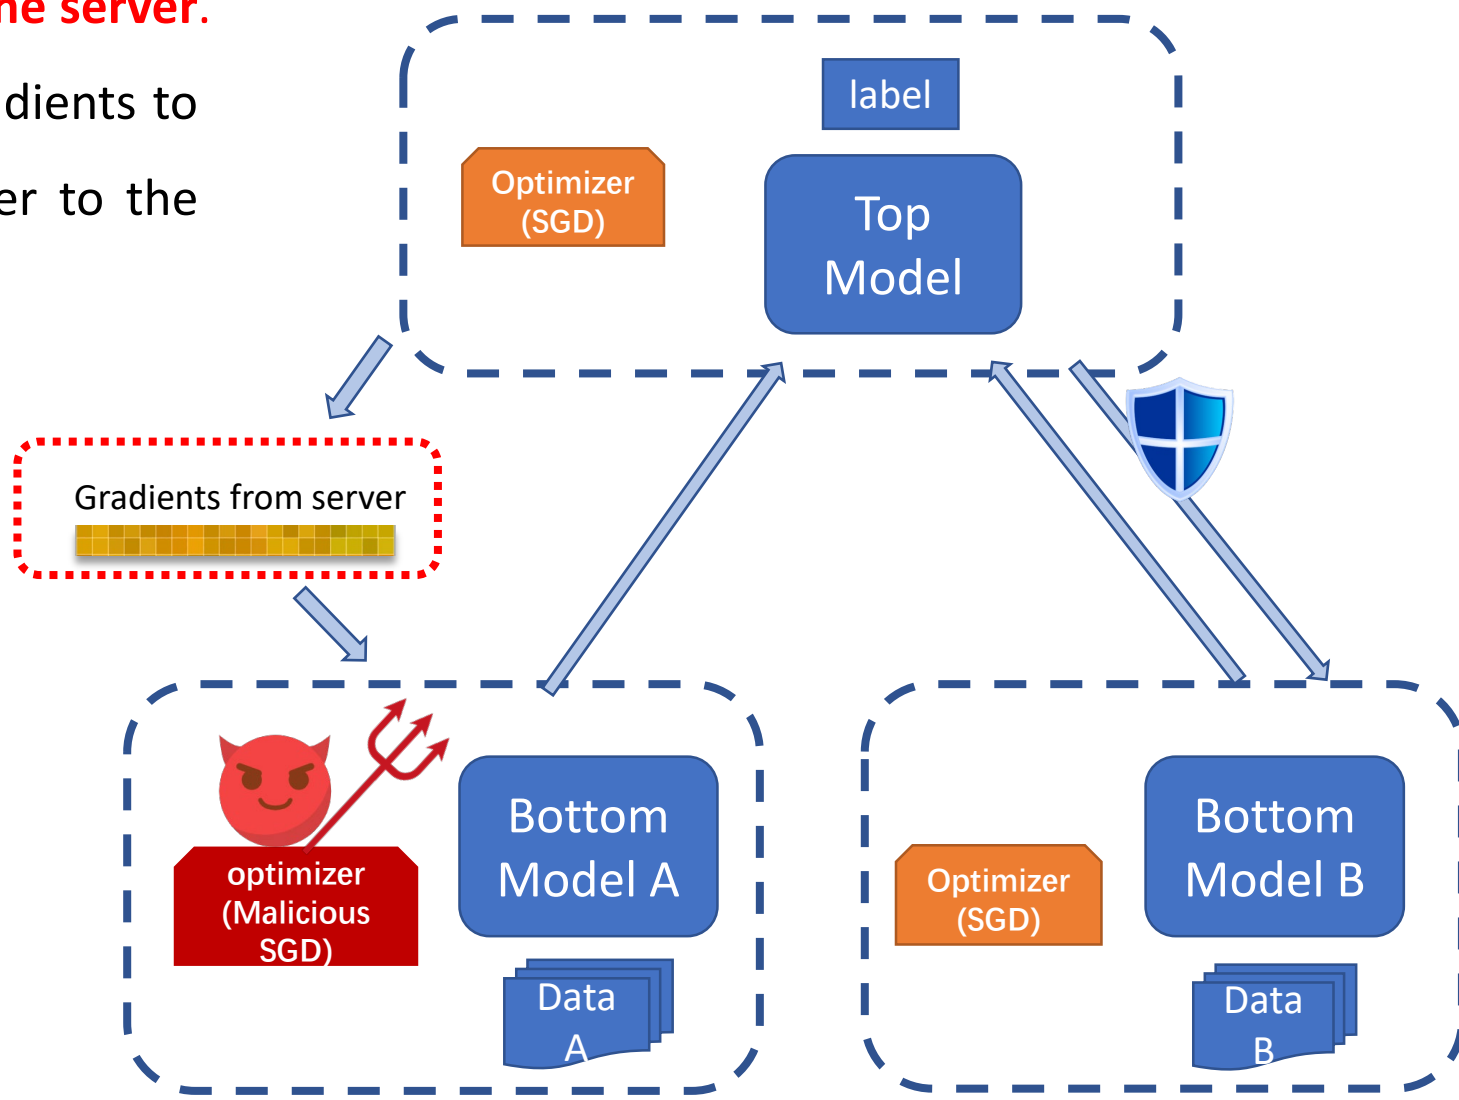 ne server.
dients to
er to the
label
Optimizer
(SGD)
Top
Model
Gradients from server
optimizer
(Malicious
SGD)
Bottom
Model A
Data
A
Optimizer
(SGD)
Bottom
Model B
Data
B